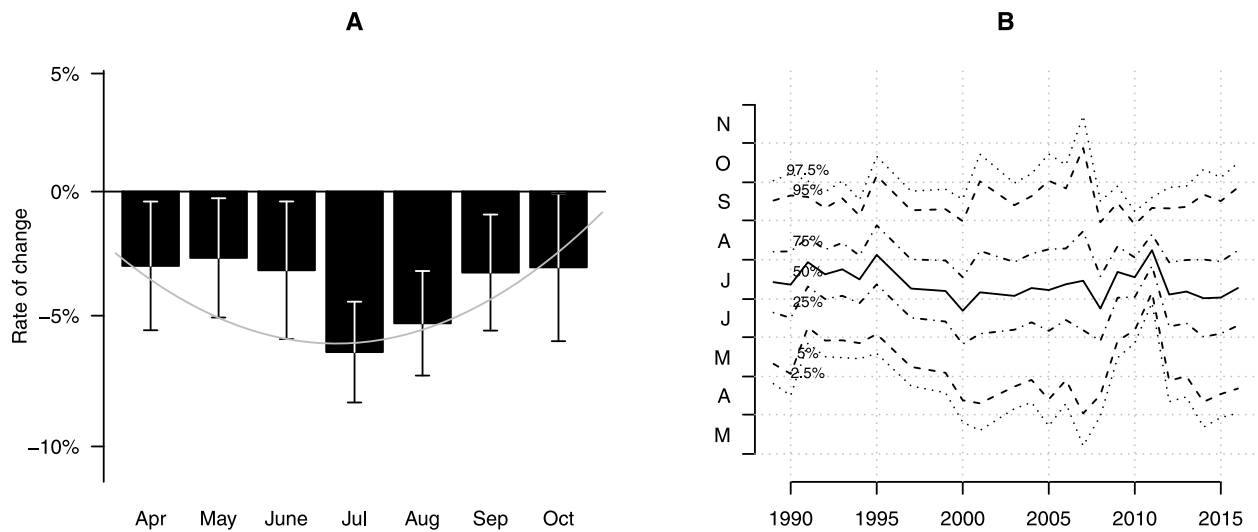 A
5%
0%
−5%
−10%
Rate of change
Apr May June Jul Aug Sep Oct
B
N
O
S
A
J
J
M
A
M
97.5%
95%
75%
50%
25%
5%
2.5%
1990 1995 2000 2005 2010 2015